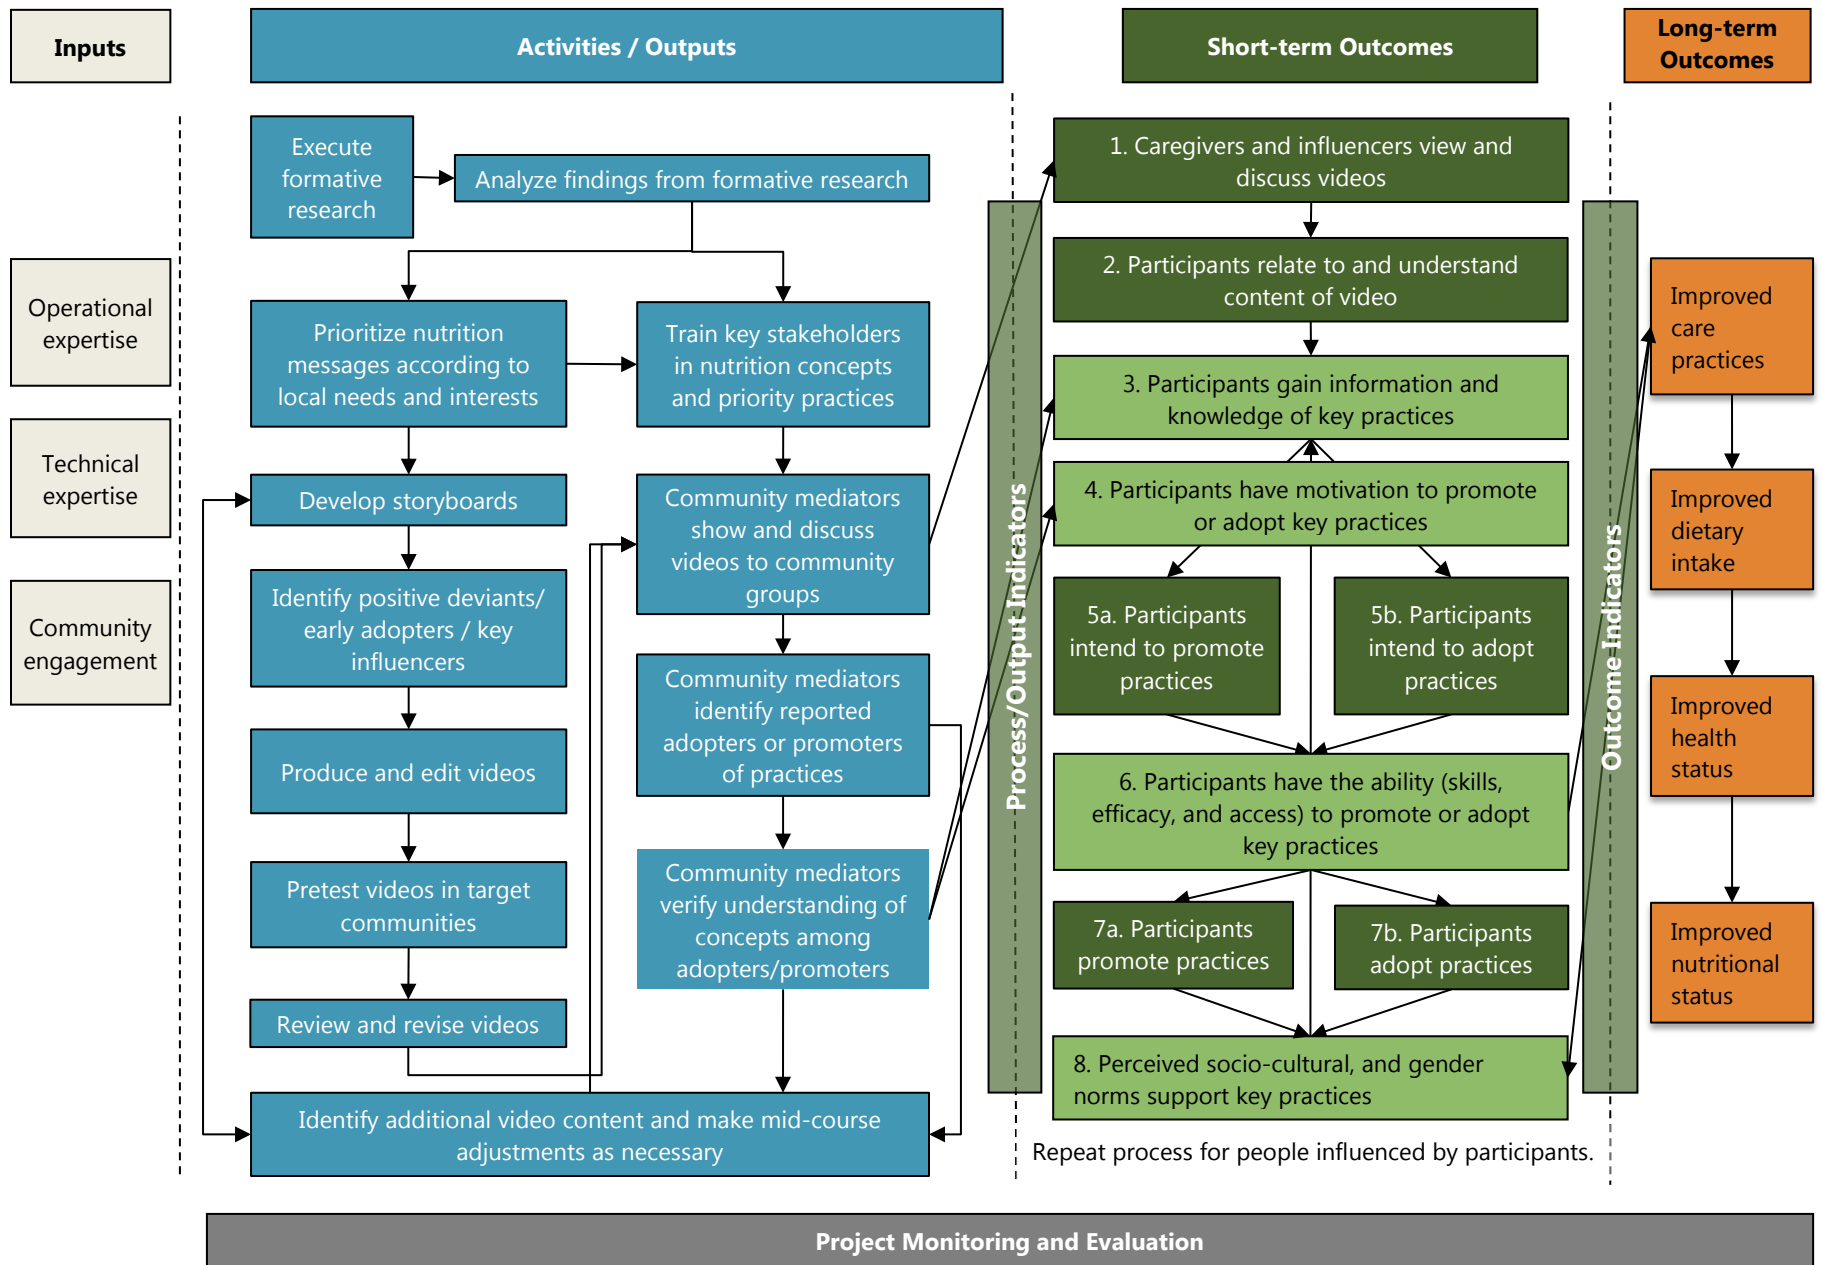 Inputs
Activities / Outputs
Short-term Outcomes
Long-term
Outcomes
Operational
expertise
Technical
expertise
Community
engagement
Execute
formative
research
Analyze findings from formative research
Prioritize nutrition
messages according to
local needs and interests
Train key stakeholders
in nutrition concepts
and priority practices
Develop storyboards
Identify positive deviants/
early adopters / key
influencers
Produce and edit videos
Pretest videos in target
communities
Review and revise videos
Community mediators
show and discuss
videos to community
groups
Community mediators
identify reported
adopters or promoters
of practices
Community mediators
verify understanding of
concepts among
adopters/promoters
Identify additional video content and make mid-course
adjustments as necessary
Process/Output Indicators
1. Caregivers and influencers view and
discuss videos
2. Participants relate to and understand
content of video
3. Participants gain information and
knowledge of key practices
4. Participants have motivation to promote
or adopt key practices
5a. Participants
intend to promote
practices
5b. Participants
intend to adopt
practices
6. Participants have the ability (skills,
efficacy, and access) to promote or adopt
key practices
7a. Participants
promote practices
7b. Participants
adopt practices
8. Perceived socio-cultural, and gender
norms support key practices
Repeat process for people influenced by participants.
Outcome Indicators
Improved
care
practices
Improved
dietary
intake
Improved
health
status
Improved
nutritional
status
Project Monitoring and Evaluation